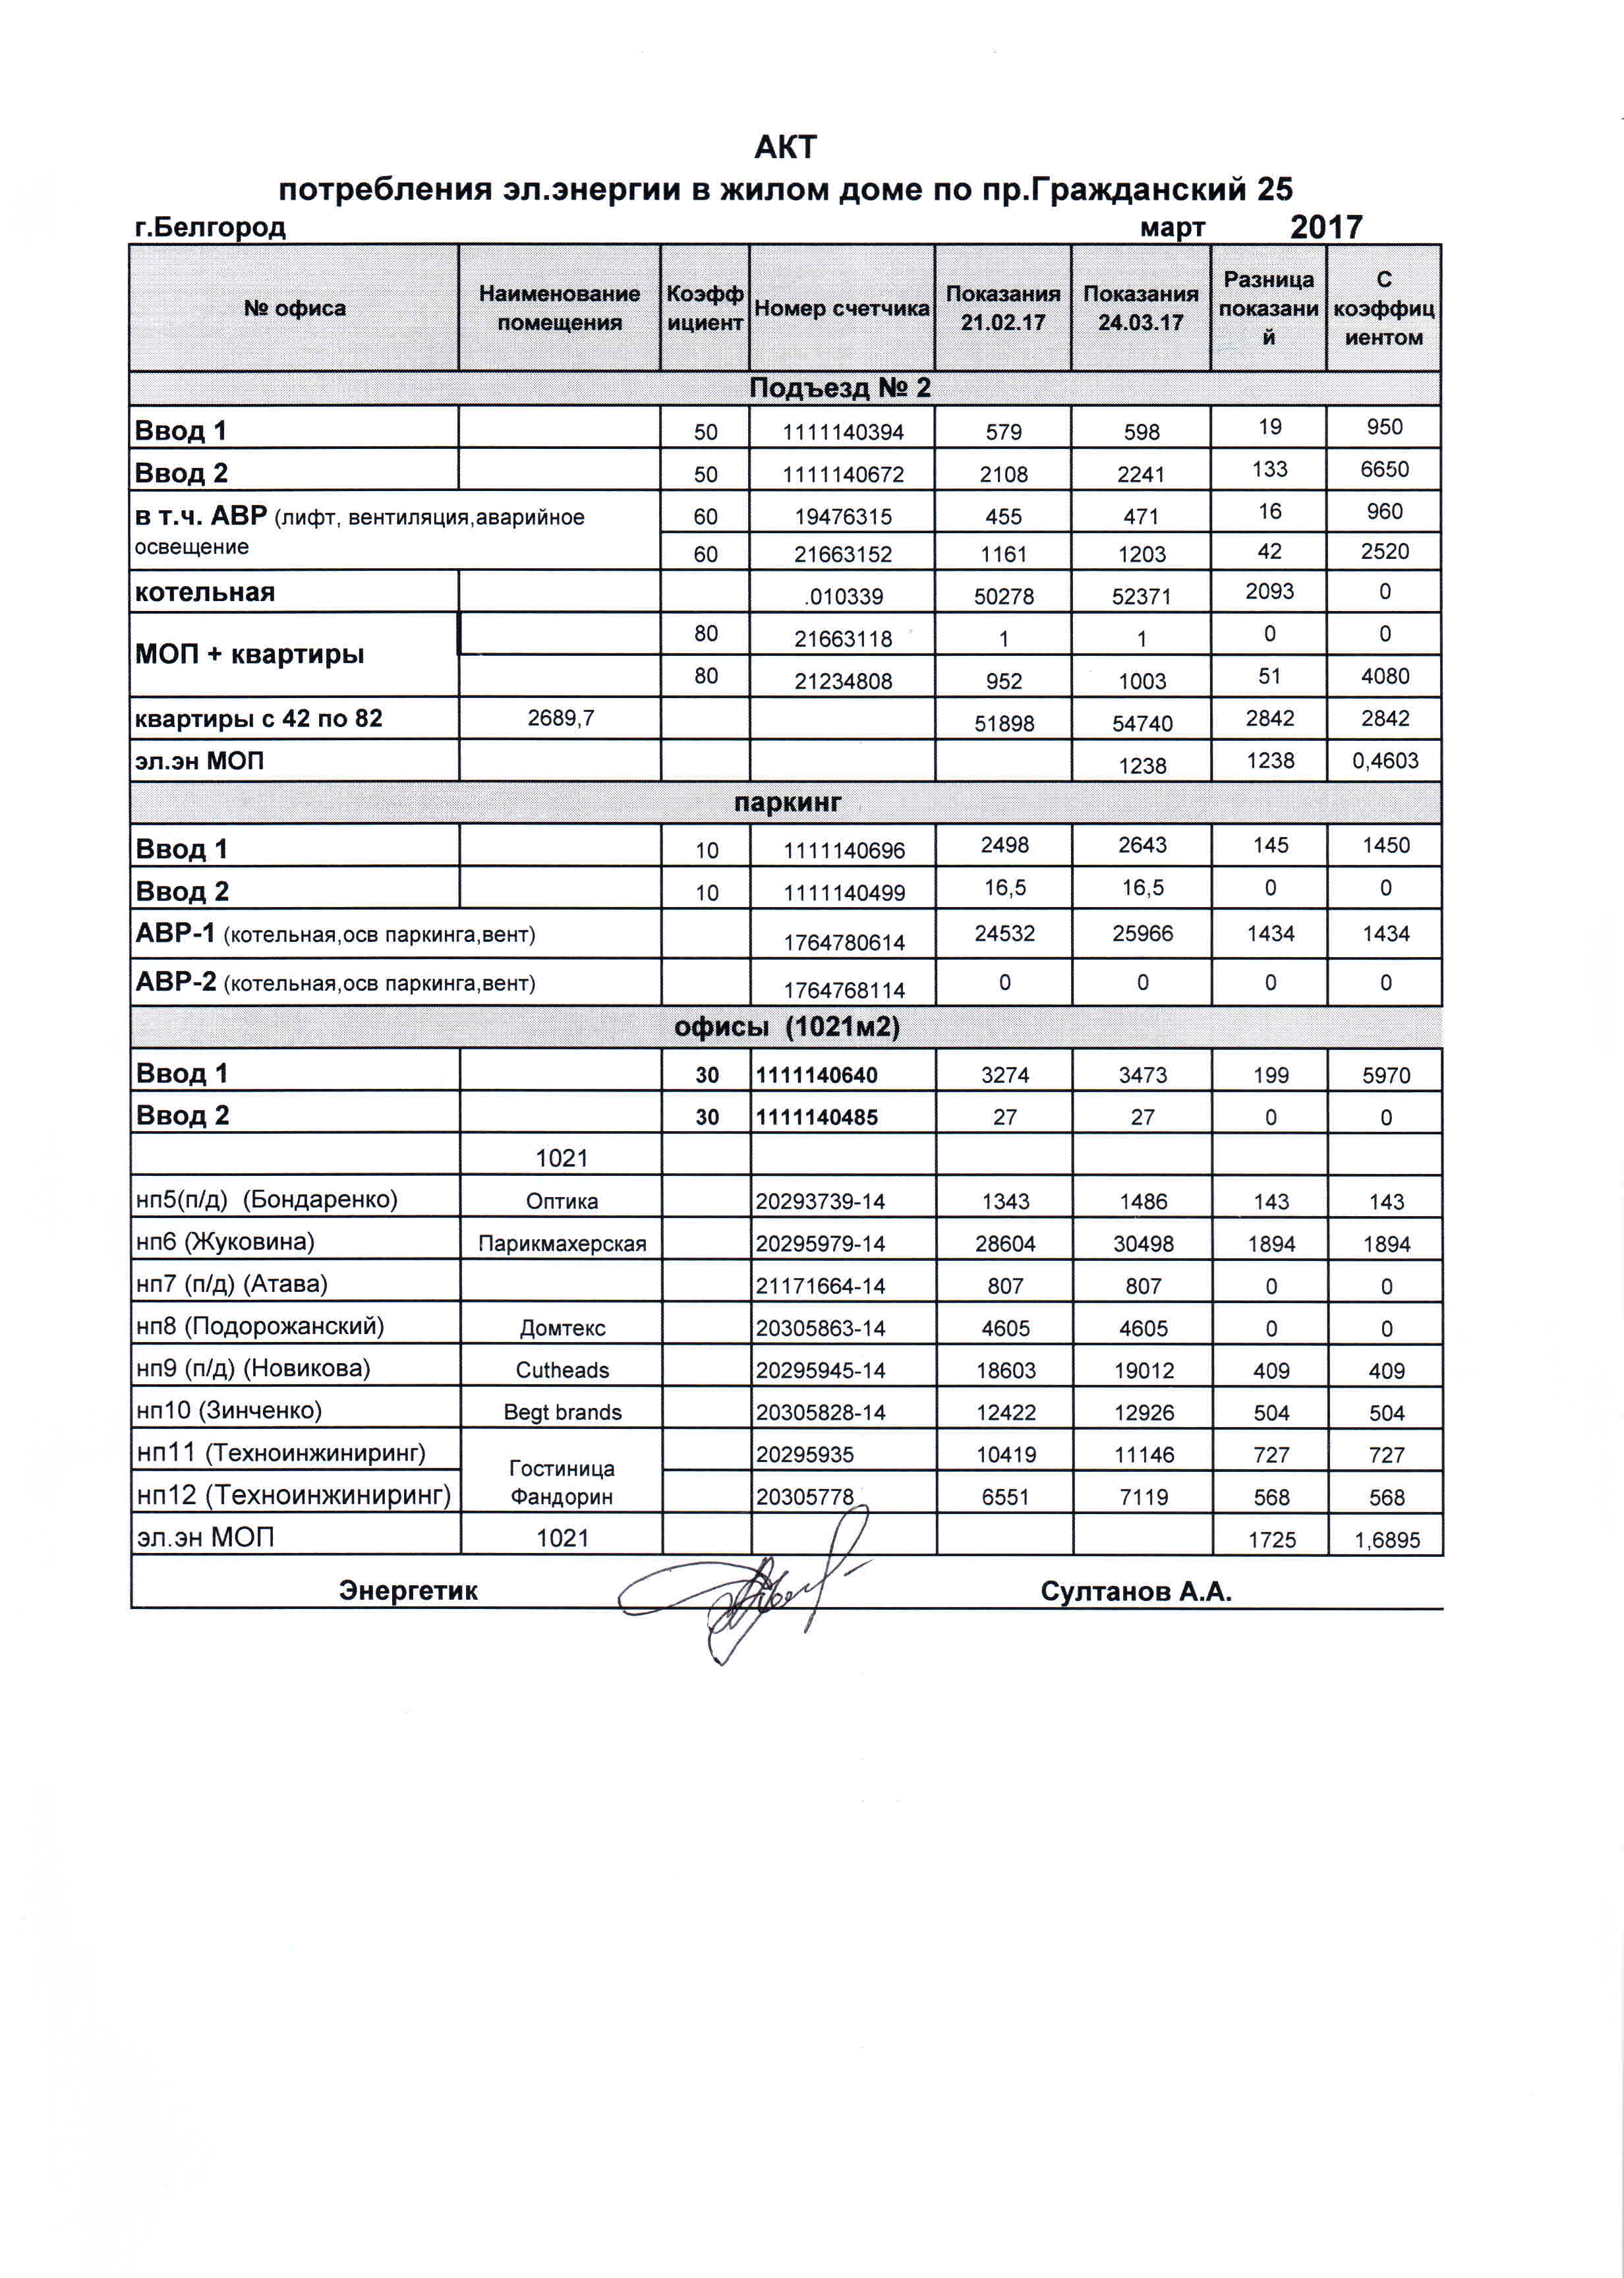 АКТ
потребления эл.энергии в жилом доме по пр.Гражданский 25
г.Белгород март 2017
№ офиса Наименование помещения Коэффициент Номер счетчика Показания 21.02.17 Показания 24.03.17 Разница показаний С коэффициентом
Подъезд № 2
Ввод 1 50 1111140394 579 598 19 950
Ввод 2 50 1111140672 2108 2241 133 6650
в т.ч. АВР (лифт, вентиляция,аварийное
освещение
60 19476315 455 471 16 960
60 21663152 1161 1203 42 2520
котельная .010339 50278 52371 2093 0
МОП + квартиры
80 21663118 1 1 0 0
80 21234808 952 1003 51 4080
квартиры с 42 по 82 2689,7 51898 54740 2842 2842
эл.эн МОП 1238 1238 0,4603
паркинг
Ввод 1 10 1111140696 2498 2643 145 1450
Ввод 2 10 1111140499 16,5 16,5 0 0
АВР-1 (котельная,осв паркинга,вент) 1764780614 24532 25966 1434 1434
АВР-2 (котельная,осв паркинга,вент) 1764768114 0 0 0 0
офисы (1021м2)
Ввод 1 30 1111140640 3274 3473 199 5970
Ввод 2 30 1111140485 27 27 0 0
1021
нп5(п/д) (Бондаренко) Оптика 20293739-14 1343 1486 143 143
нп6 (Жуковина) Парикмахерская 20295979-14 28604 30498 1894 1894
нп7 (п/д) (Атава) 21171664-14 807 807 0 0
нп8 (Подорожанский) Домтекс 20305863-14 4605 4605 0 0
нп9 (п/д) (Новикова) Cutheads 20295945-14 18603 19012 409 409
нп10 (Зинченко) Begt brands 20305828-14 12422 12926 504 504
нп11 (Техноинжиниринг) Гостиница Фандорин 20295935 10419 11146 727 727
нп12 (Техноинжиниринг) 20305778 6551 7119 568 568
эл.эн МОП 1021 1725 1,6895
Энергетик Султанов А.А.